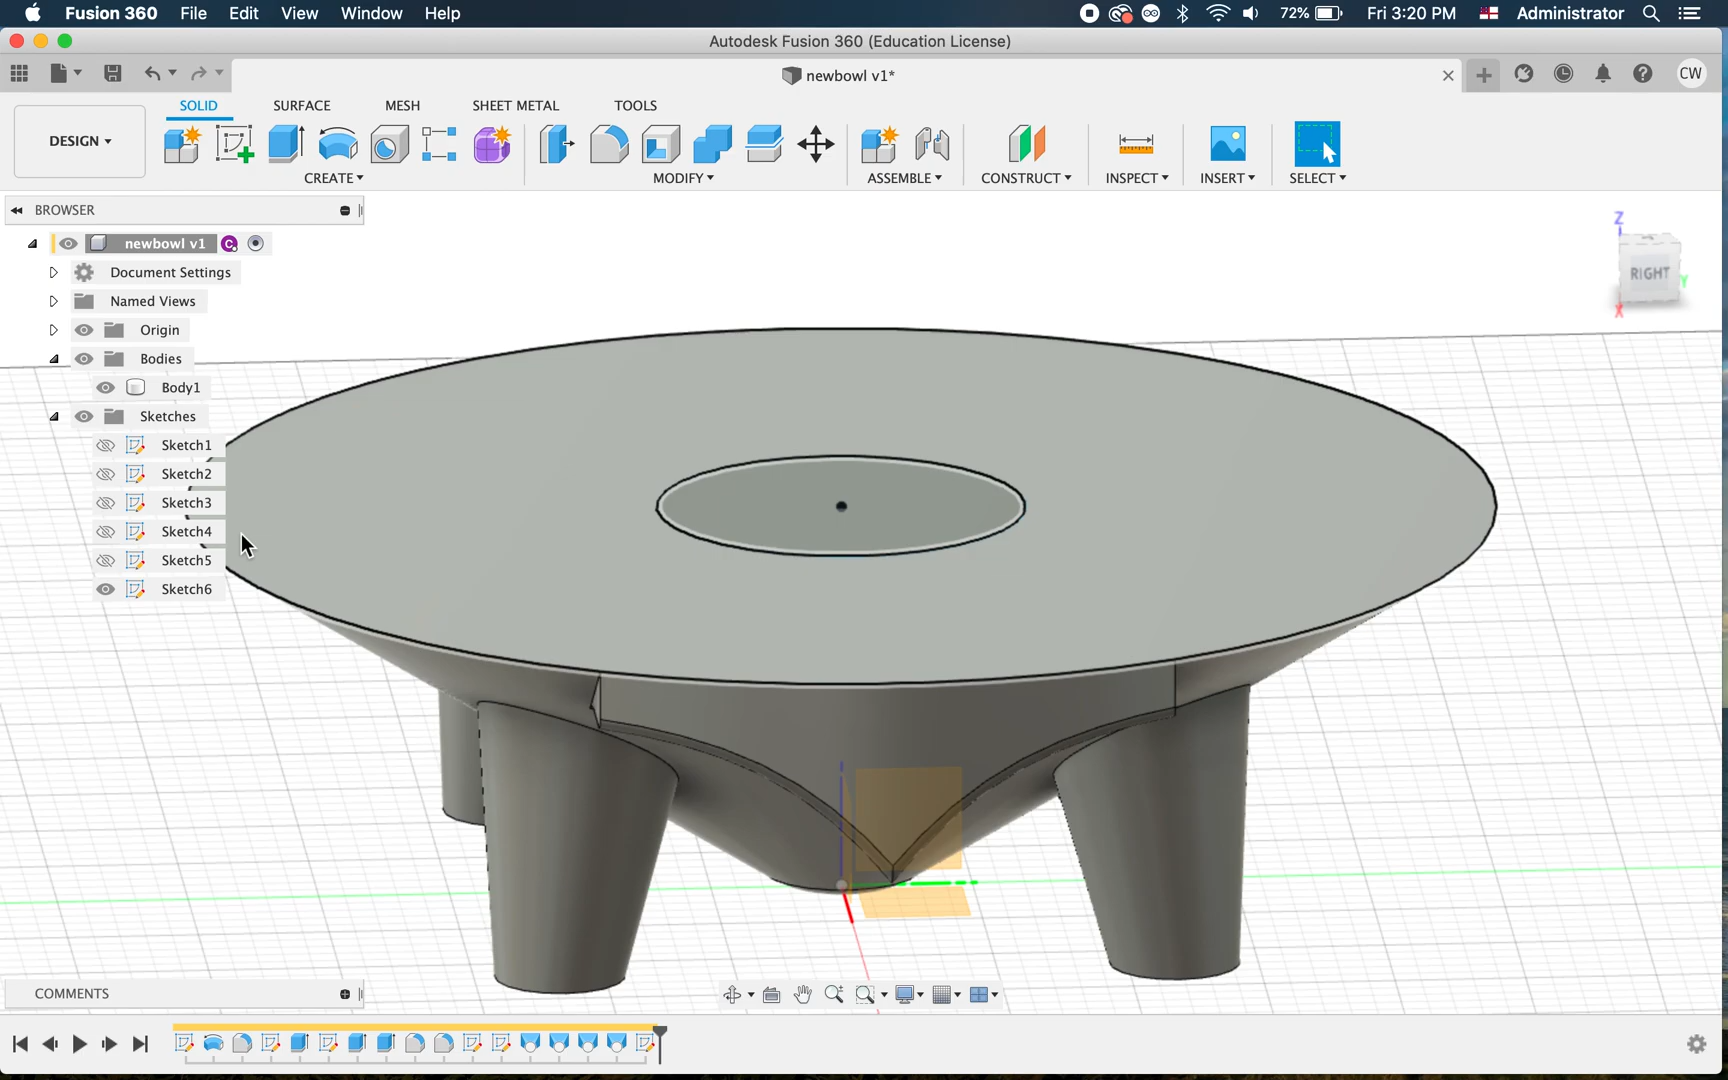 Fusion 360 File Edit View Window Help 72% Fri 3:20 PM Administrator
Autodesk Fusion 360 (Education License)
newbowl v1* CW
SOLID SURFACE MESH SHEET METAL TOOLS
DESIGN ▾
CREATE ▾ MODIFY ▾ ASSEMBLE ▾ CONSTRUCT ▾ INSPECT ▾ INSERT ▾ SELECT ▾
BROWSER
newbowl v1
Document Settings
Named Views
Origin
Bodies
Body1
Sketches
Sketch1
Sketch2
Sketch3
Sketch4
Sketch5
Sketch6
Z
RIGHT
Y
X
COMMENTS